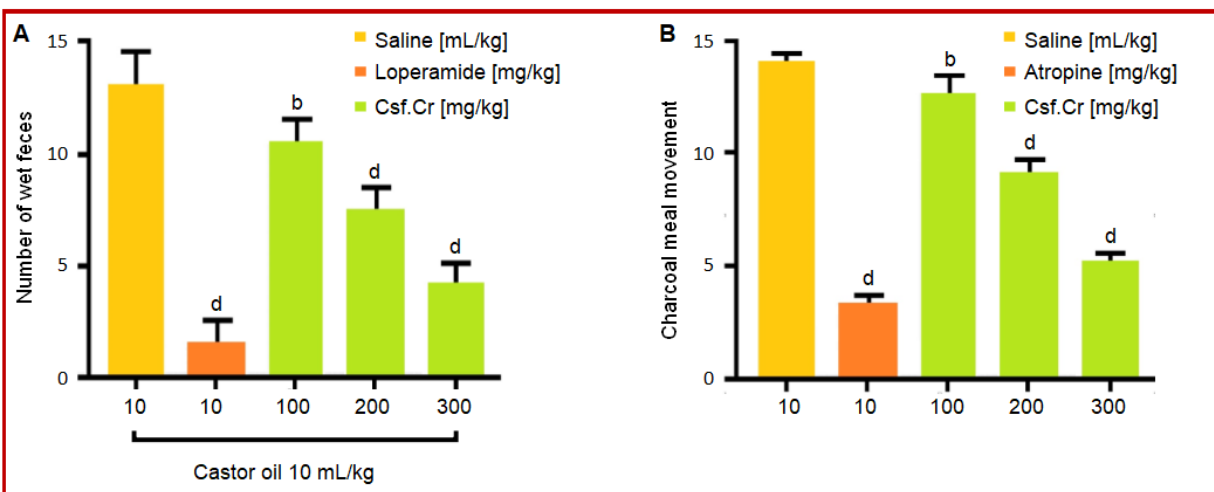 A
Number of wet feces
15
10
5
0
Saline [mL/kg]
Loperamide [mg/kg]
Csf.Cr [mg/kg]
d
b
d
d
10
10
100
200
300
Castor oil 10 mL/kg
B
Charcoal meal movement
15
10
5
0
Saline [mL/kg]
Atropine [mg/kg]
Csf.Cr [mg/kg]
d
b
d
d
10
10
100
200
300